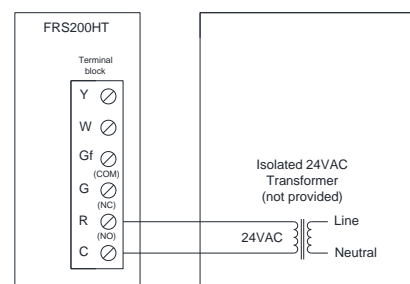 FRS200HT
Terminal
block
Y
W
Gf
(COM)
G
(NC)
R
(NO)
C
24VAC
Isolated 24VAC
Transformer
(not provided)
Line
Neutral